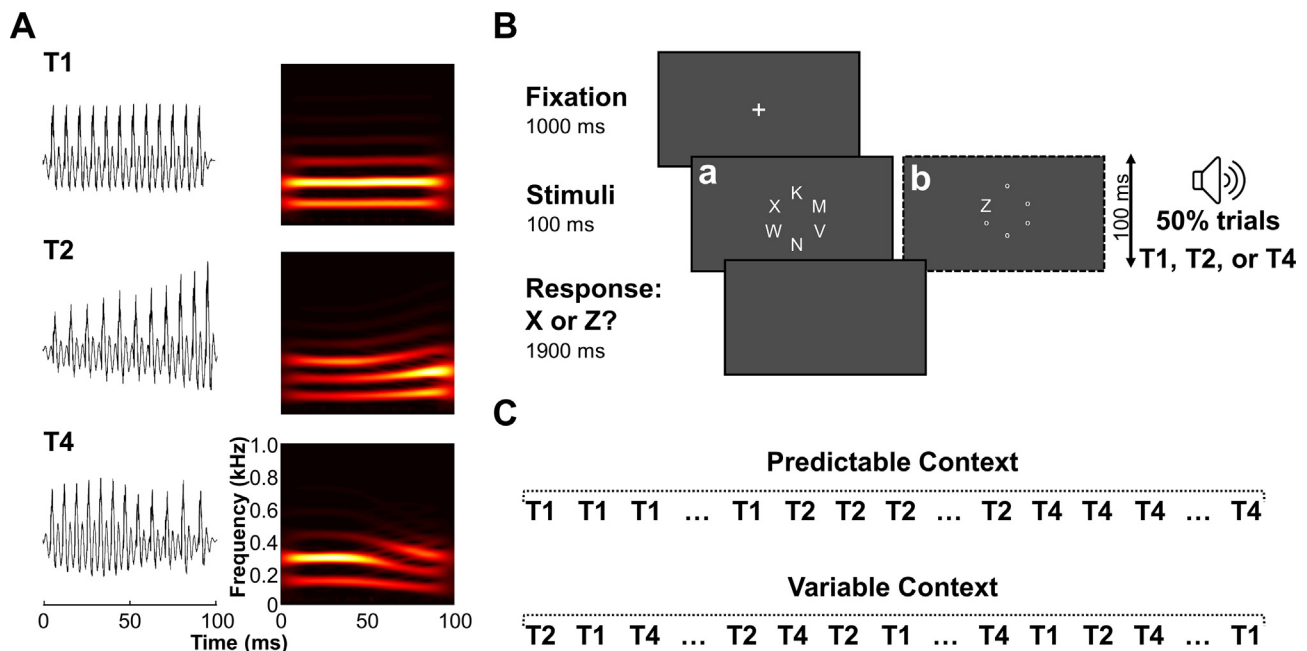 A
T1
T2
T4
Frequency (kHz)
1.0
0.8
0.6
0.4
0.2
0
0 50 100
0 50 100
Time (ms)
B
Fixation
1000 ms
+
Stimuli
100 ms
a
K
X M
W V
N
b
Z
100 ms
50% trials
T1, T2, or T4
Response:
X or Z?
1900 ms
C
Predictable Context
T1 T1 T1 ... T1 T2 T2 T2 ... T2 T4 T4 T4 ... T4
Variable Context
T2 T1 T4 ... T2 T4 T2 T1 ... T4 T1 T2 T4 ... T1